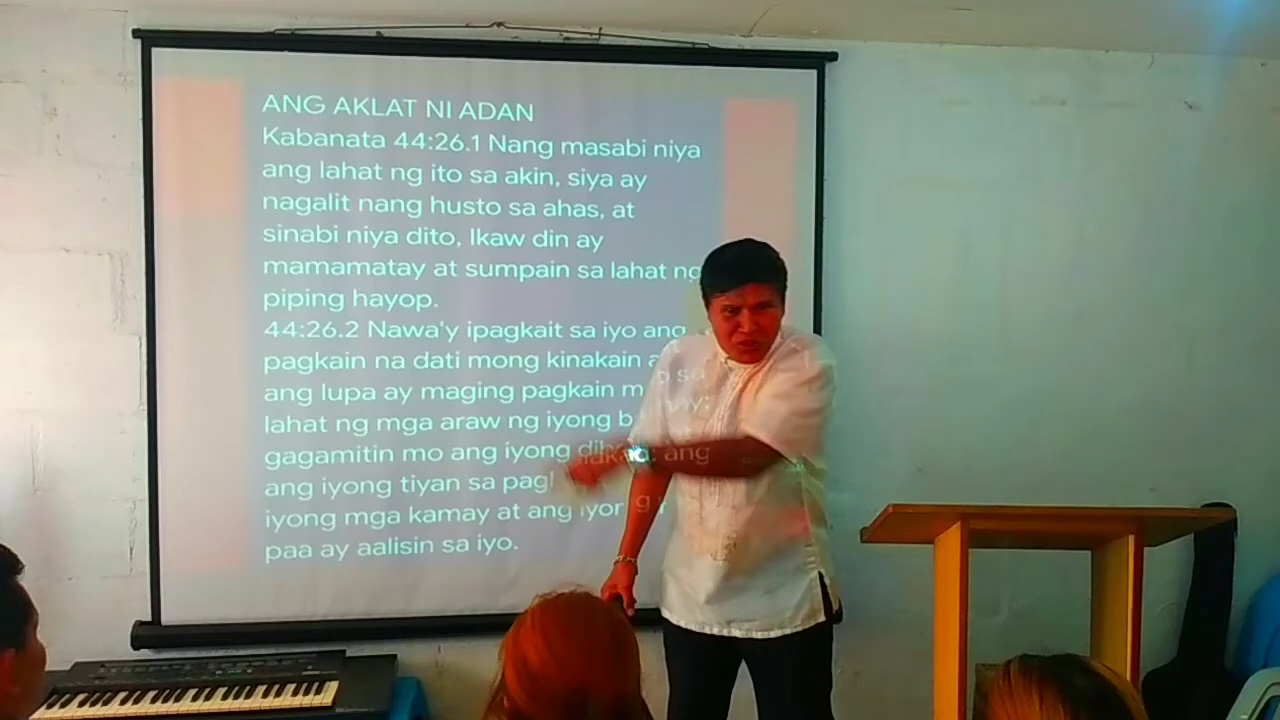 ANG AKLAT NI ADAN
Kabanata 44:26.1 Nang masabi niya
ang lahat ng ito sa akin, siya ay
nagalit nang husto sa ahas, at
sinabi niya dito, Ikaw din ay
mamamatay at sumpain sa lahat ng
piping hayop.
44:26.2 Nawa'y ipagkait sa iyo ang
pagkain na dati mong kinakain
ang lupa ay maging pagkain sa
lahat ng mga araw ng iyong
gagamitin mo ang iyong
ang iyong tiyan sa ang
iyong mga kamay at ang
paa ay aalisin sa iyo.